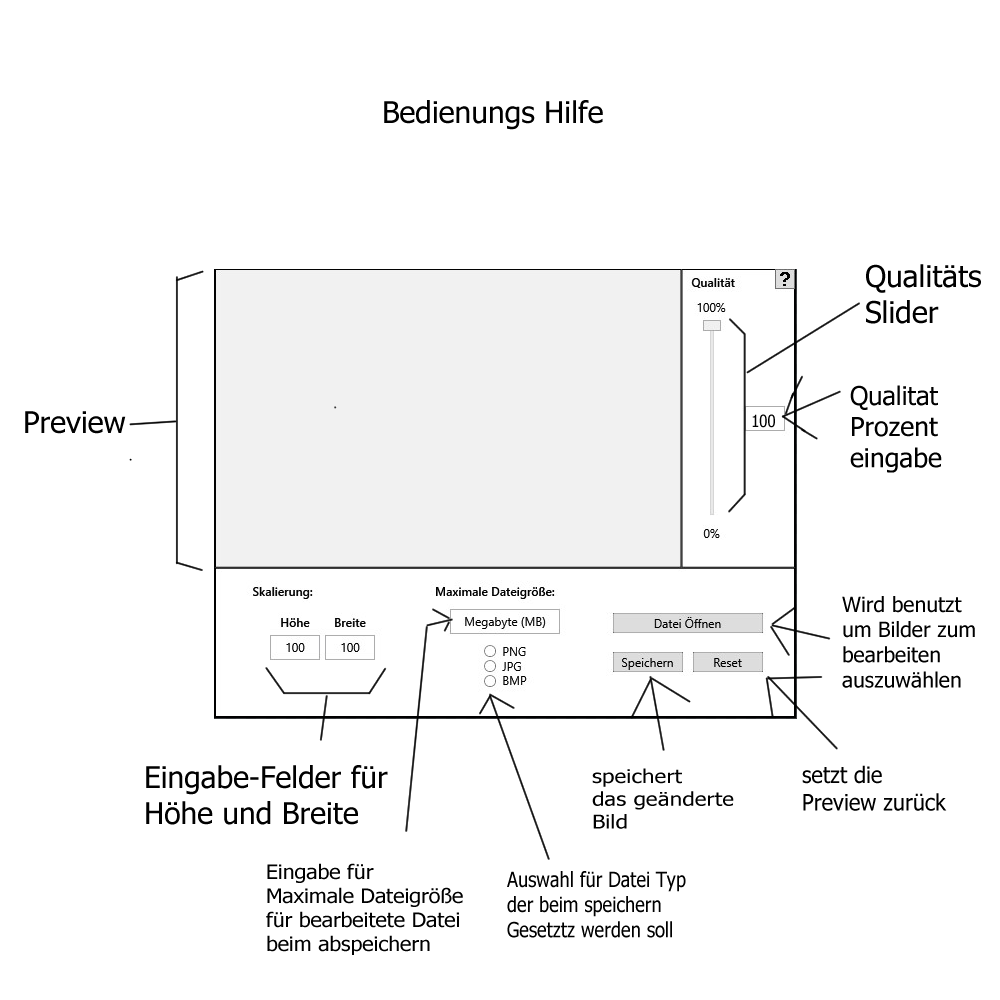 Bedienungs Hilfe
Qualität
?
100%
Qualitäts
Slider
Preview
100
Qualitat
Prozent
eingabe
0%
Skalierung:
Höhe
Breite
100
100
Maximale Dateigröße:
Megabyte (MB)
PNG
JPG
BMP
Datei Öffnen
Speichern
Reset
Wird benutzt
um Bilder zum
bearbeiten
auszuwählen
Eingabe-Felder für
Höhe und Breite
speichert
das geänderte
Bild
setzt die
Preview zurück
Eingabe für
Maximale Dateigröße
für bearbeitete Datei
beim abspeichern
Auswahl für Datei Typ
der beim speichern
Gesetztz werden soll